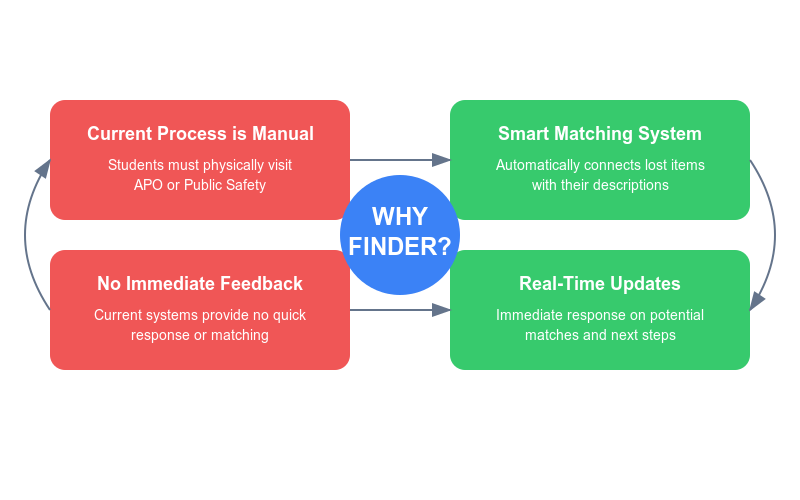 Current Process is Manual
Students must physically visit
APO or Public Safety
Smart Matching System
Automatically connects lost items
with their descriptions
WHY
FINDER?
No Immediate Feedback
Current systems provide no quick
response or matching
Real-Time Updates
Immediate response on potential
matches and next steps